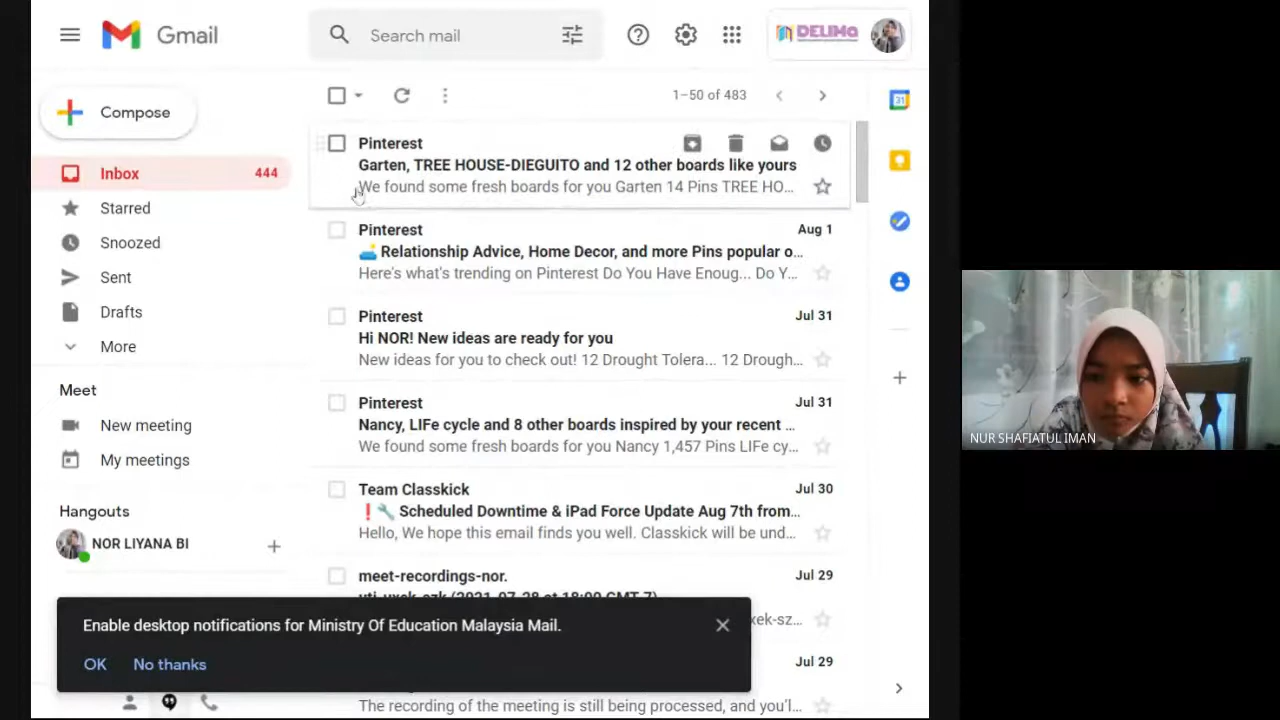 Gmail
Search mail
DELIMa
Compose
1–50 of 483
Inbox 444
Starred
Snoozed
Sent
Drafts
More
Meet
New meeting
My meetings
Hangouts
NOR LIYANA BI
Pinterest
Garten, TREE HOUSE-DIEGUITO and 12 other boards like yours
We found some fresh boards for you Garten 14 Pins TREE HO...
Pinterest Aug 1
Relationship Advice, Home Decor, and more Pins popular o...
Here's what's trending on Pinterest Do You Have Enoug... Do Y...
Pinterest Jul 31
Hi NOR! New ideas are ready for you
New ideas for you to check out! 12 Drought Tolera... 12 Drough...
Pinterest Jul 31
Nancy, LIFe cycle and 8 other boards inspired by your recent ...
We found some fresh boards for you Nancy 1,457 Pins LIFe cy...
Team Classkick Jul 30
Scheduled Downtime & iPad Force Update Aug 7th from...
Hello, We hope this email finds you well. Classkick will be und...
meet-recordings-nor. Jul 29
(2021-07-28 at 18:00 GMT-7)
Jul 29
The recording of the meeting is still being processed, and you'l...
Enable desktop notifications for Ministry Of Education Malaysia Mail.
OK No thanks
31
NUR SHAFIATUL IMAN